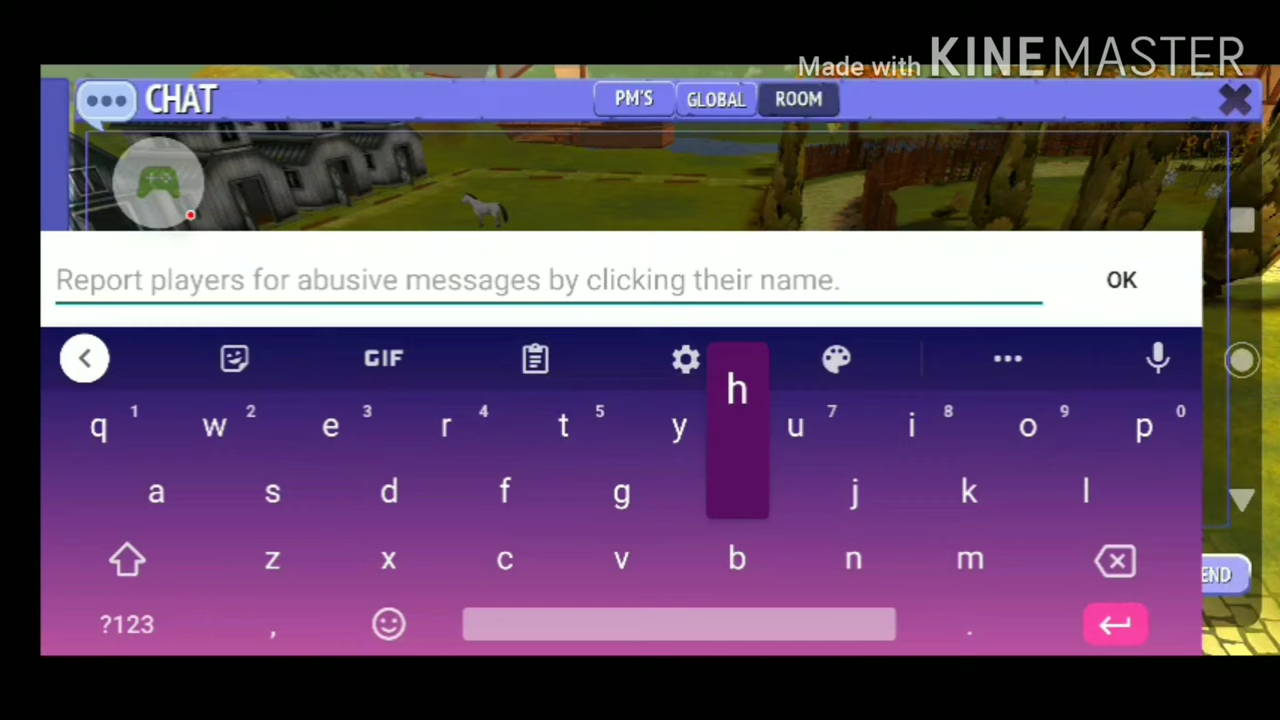 Made with KINEMASTER
CHAT
PM'S GLOBAL ROOM
Report players for abusive messages by clicking their name.
OK
GIF
h
q 1 w 2 e 3 r 4 t 5 y u 7 i 8 o 9 p 0
a s d f g j k l
z x c v b n m
END
?123 , .